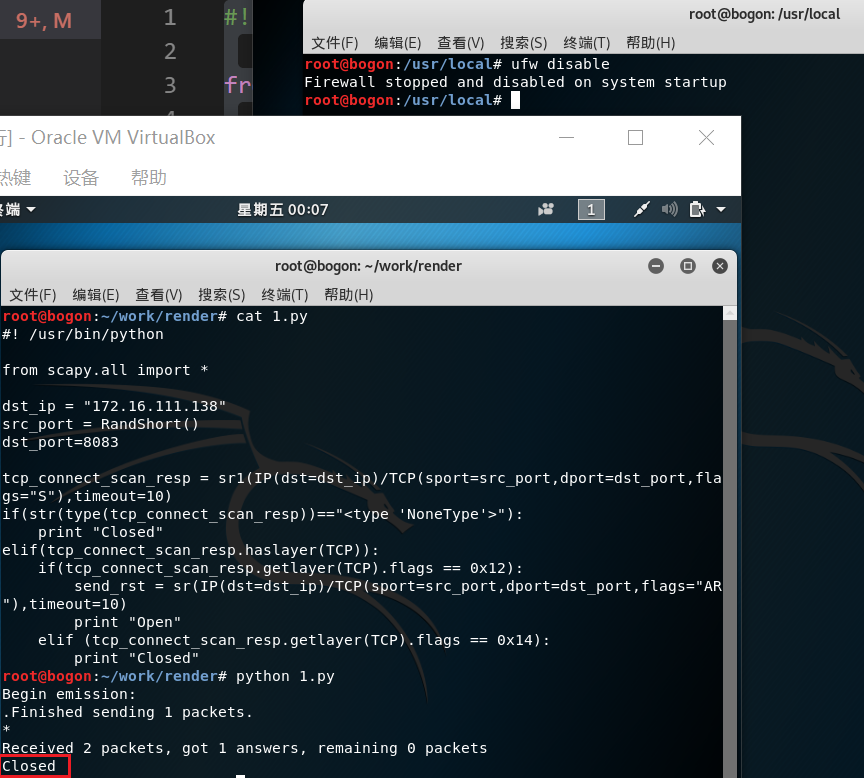 9+, M
1
#!
2
3
fr
root@bogon: /usr/local
文件(F) 编辑(E) 查看(V) 搜索(S) 终端(T) 帮助(H)
root@bogon:/usr/local# ufw disable
Firewall stopped and disabled on system startup
root@bogon:/usr/local#
行] - Oracle VM VirtualBox
热键 设备 帮助
终端 星期五 00:07 1
root@bogon: ~/work/render
文件(F) 编辑(E) 查看(V) 搜索(S) 终端(T) 帮助(H)
root@bogon:~/work/render# cat 1.py
#! /usr/bin/python
from scapy.all import *
dst_ip = "172.16.111.138"
src_port = RandShort()
dst_port=8083
tcp_connect_scan_resp = sr1(IP(dst=dst_ip)/TCP(sport=src_port,dport=dst_port,fla
gs="S"),timeout=10)
if(str(type(tcp_connect_scan_resp))=="<type 'NoneType'>"):
    print "Closed"
elif(tcp_connect_scan_resp.haslayer(TCP)):
    if(tcp_connect_scan_resp.getlayer(TCP).flags == 0x12):
        send_rst = sr(IP(dst=dst_ip)/TCP(sport=src_port,dport=dst_port,flags="AR
"),timeout=10)
        print "Open"
    elif (tcp_connect_scan_resp.getlayer(TCP).flags == 0x14):
        print "Closed"
root@bogon:~/work/render# python 1.py
Begin emission:
.Finished sending 1 packets.
*
Received 2 packets, got 1 answers, remaining 0 packets
Closed